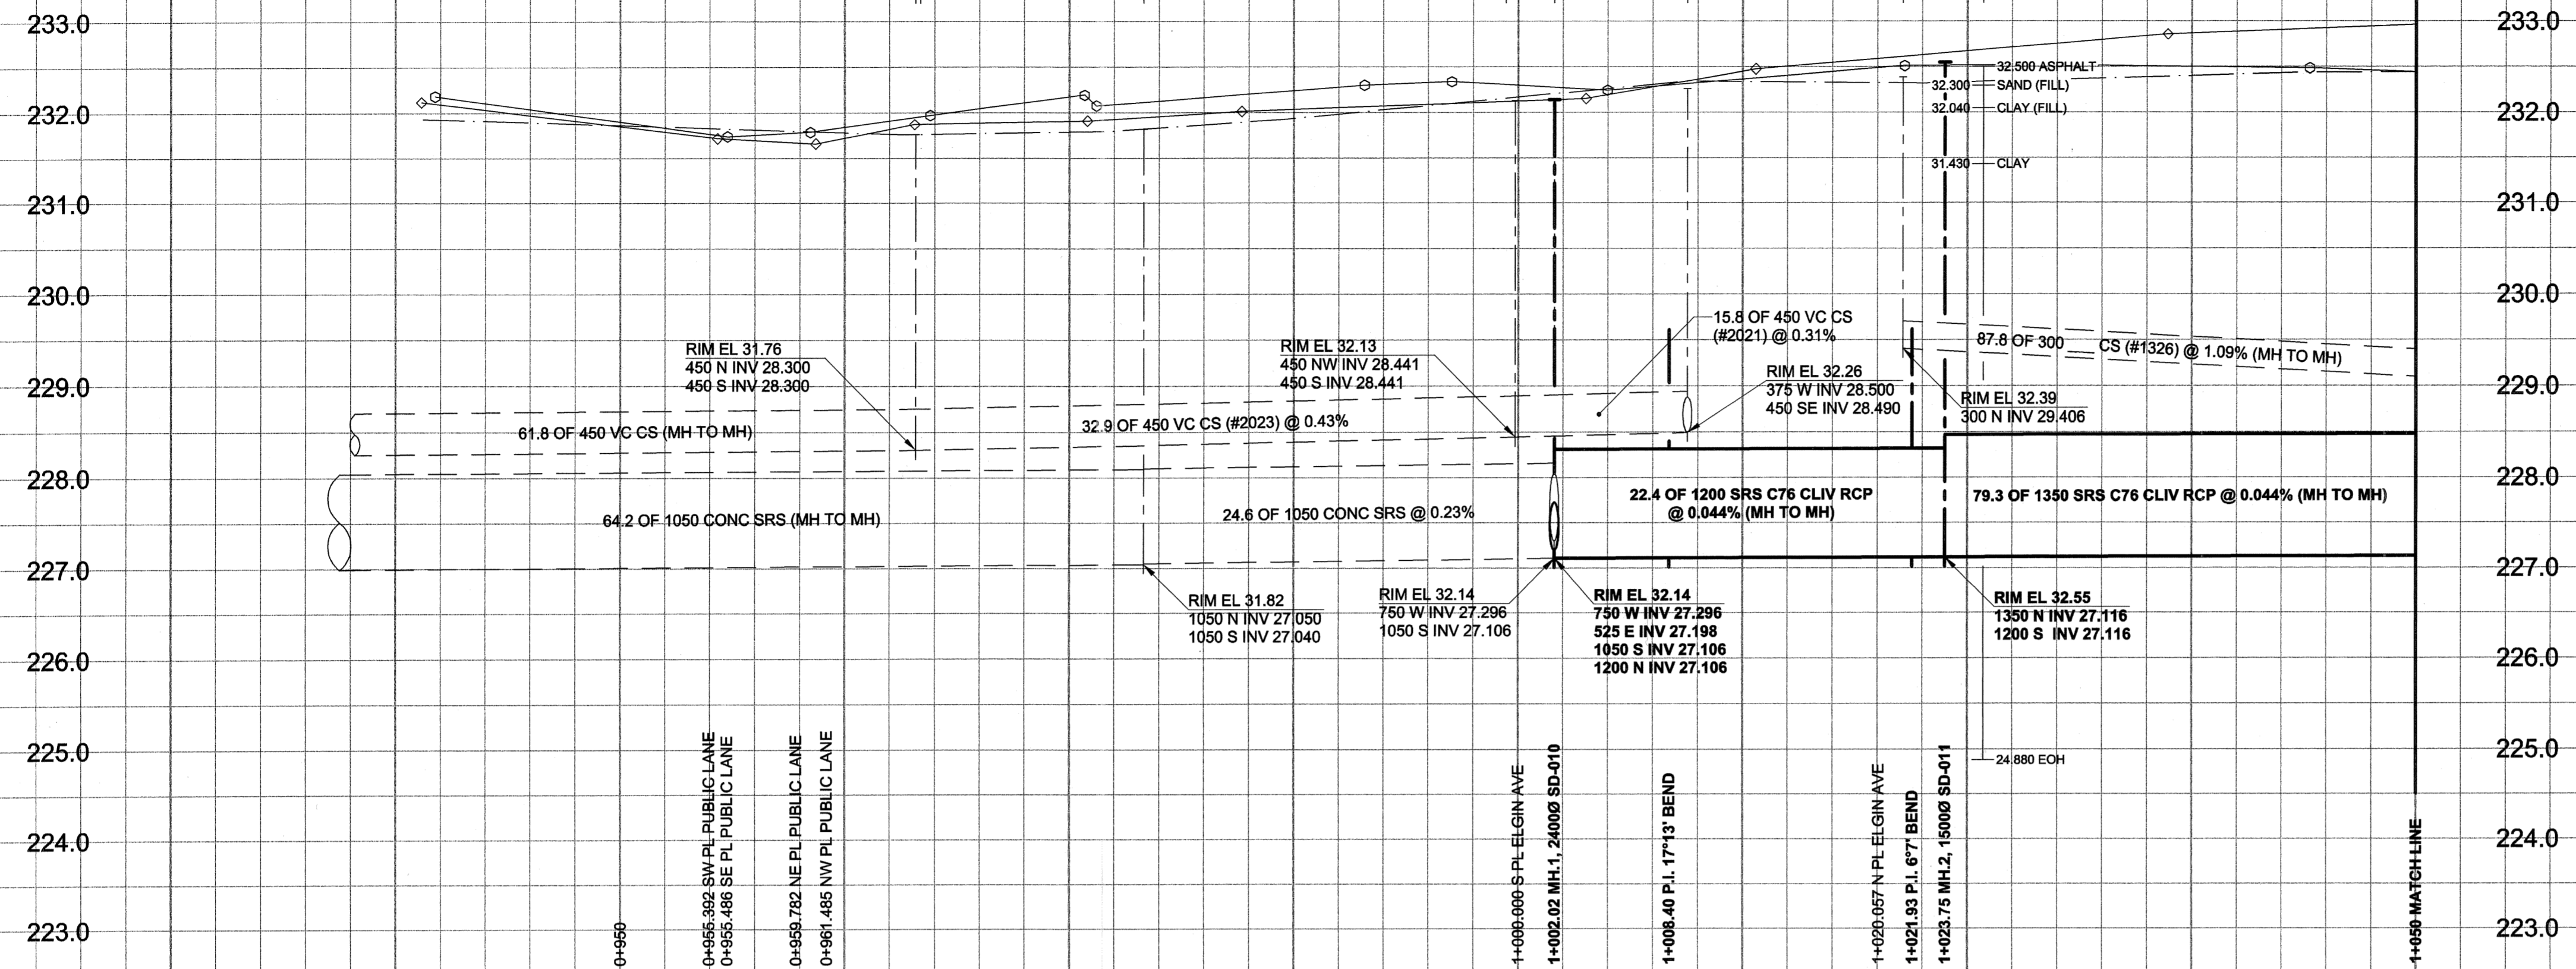 233.0
232.0
231.0
230.0
229.0
228.0
227.0
226.0
225.0
224.0
223.0
RIM EL 31.76
450 N INV 28.300
450 S INV 28.300
61.8 OF 450 VC CS (MH TO MH)
64.2 OF 1050 CONC SRS (MH TO MH)
32.9 OF 450 VC CS (#2023) @ 0.43%
24.6 OF 1050 CONC SRS @ 0.23%
RIM EL 31.82
1050 N INV 27.050
1050 S INV 27.040
RIM EL 32.13
450 NW INV 28.441
450 S INV 28.441
RIM EL 32.14
750 W INV 27.296
1050 S INV 27.106
RIM EL 32.14
750 W INV 27.296
525 E INV 27.198
1050 S INV 27.106
1200 N INV 27.106
15.8 OF 450 VC CS
(#2021) @ 0.31%
RIM EL 32.26
375 W INV 28.500
450 SE INV 28.490
22.4 OF 1200 SRS C76 CLIV RCP
@ 0.044% (MH TO MH)
32.500 ASPHALT
32.300 SAND (FILL)
32.040 CLAY (FILL)
31.430 CLAY
87.8 OF 300 CS (#1326) @ 1.09% (MH TO MH)
RIM EL 32.39
300 N INV 29.406
79.3 OF 1350 SRS C76 CLIV RCP @ 0.044% (MH TO MH)
RIM EL 32.55
1350 N INV 27.116
1200 S INV 27.116
24.880 EOH
0+950
0+955.392 SW PL PUBLIC LANE
0+955.486 SE PL PUBLIC LANE
0+959.782 NE PL PUBLIC LANE
0+961.485 NW PL PUBLIC LANE
1+000.000 S PL ELGIN AVE
1+002.02 MH.1, 2400Ø SD-010
1+008.40 P.I. 17°13' BEND
1+020.057 N PL ELGIN AVE
1+021.93 P.I. 6°7' BEND
1+023.75 MH.2, 1500Ø SD-011
1+050 MATCH LINE
233.0
232.0
231.0
230.0
229.0
228.0
227.0
226.0
225.0
224.0
223.0